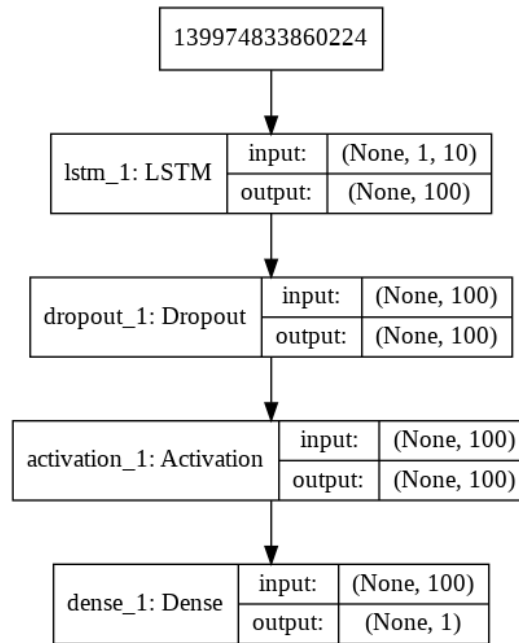 139974833860224
lstm_1: LSTM
input:
(None, 1, 10)
output:
(None, 100)
dropout_1: Dropout
input:
(None, 100)
output:
(None, 100)
activation_1: Activation
input:
(None, 100)
output:
(None, 100)
dense_1: Dense
input:
(None, 100)
output:
(None, 1)